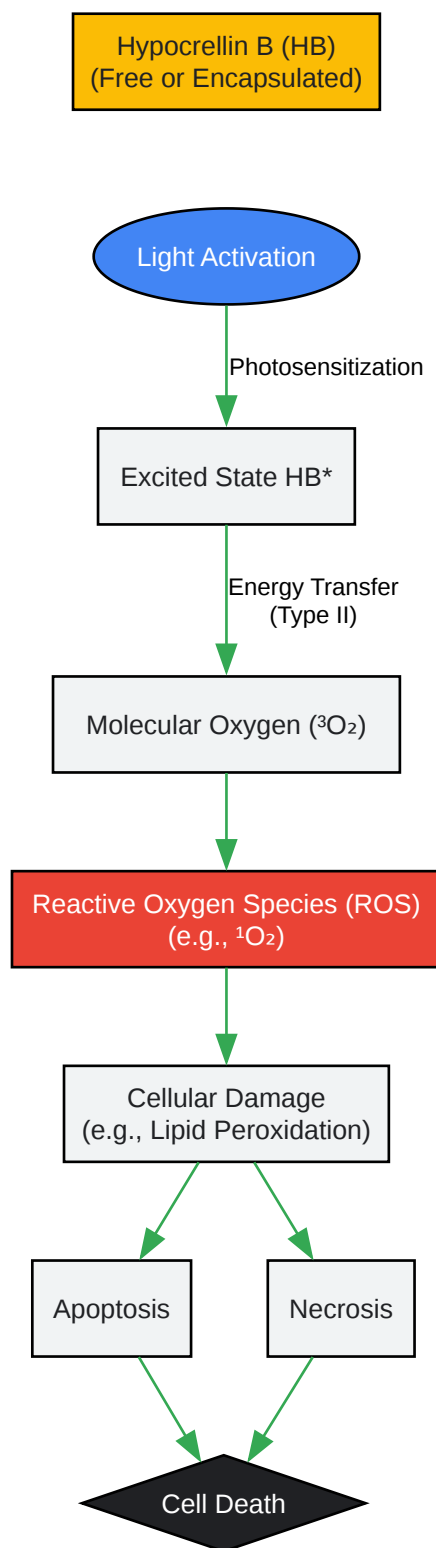 Hypocrellin B (HB)
(Free or Encapsulated)
Light Activation
Photosensitization
Excited State HB*
Energy Transfer
(Type II)
Molecular Oxygen (³O₂)
Reactive Oxygen Species (ROS)
(e.g., ¹O₂)
Cellular Damage
(e.g., Lipid Peroxidation)
Apoptosis
Necrosis
Cell Death